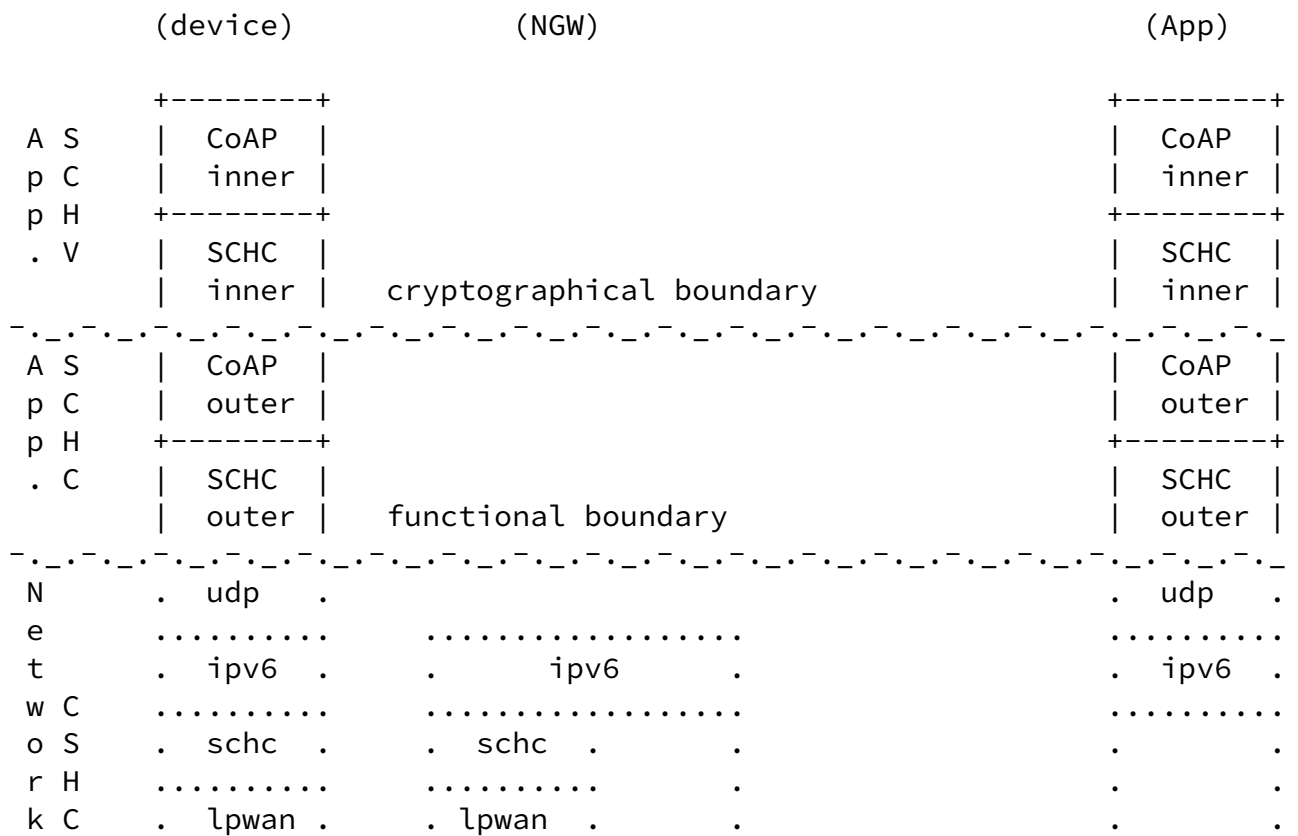 (device) (NGW) (App)
A S CoAP CoAP
p C inner inner
p H
. V SCHC SCHC
inner cryptographical boundary inner
A S CoAP CoAP
p C outer outer
p H
. C SCHC SCHC
outer functional boundary outer
N udp udp
e
t ipv6 ipv6 ipv6
w C
o S schc schc
r H
k C lpwan lpwan